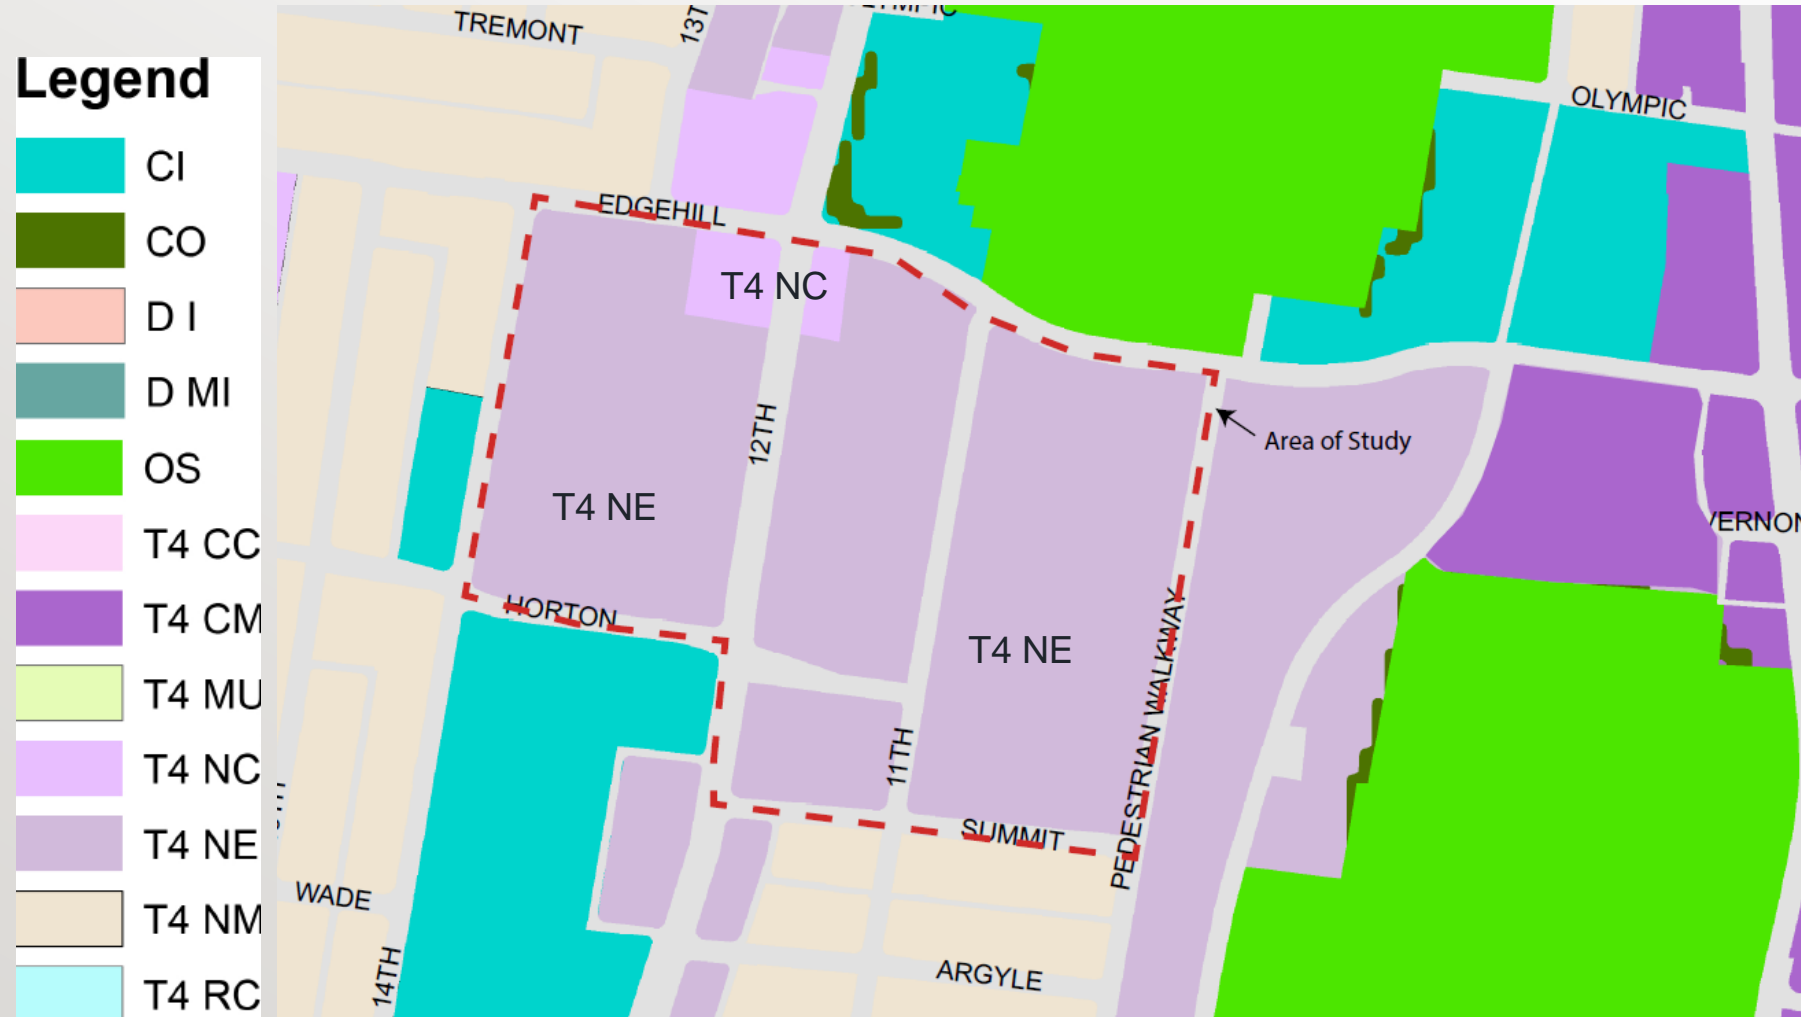 Legend
CI
CO
D I
D MI
OS
T4 CC
T4 CM
T4 MU
T4 NC
T4 NE
T4 NM
T4 RC
TREMONT
OLYMPIC
EDGEHILL
T4 NC
12TH
Area of Study
T4 NE
HORTON
T4 NE
PEDESTRIAN WALKWAY
11TH
SUMMIT
WADE
14TH
ARGYLE